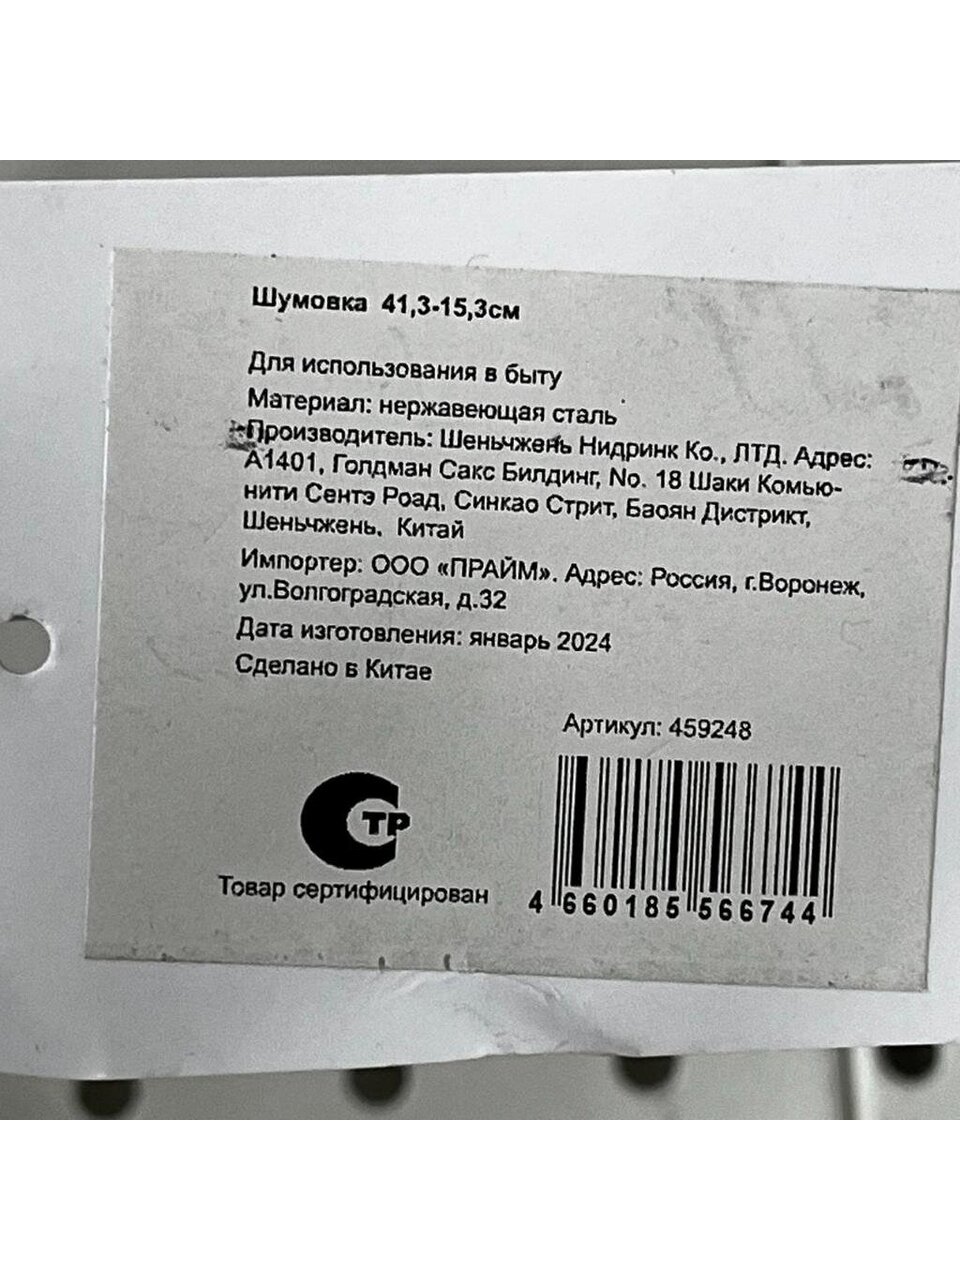 Шумовка 41,3-15,3см
Для использования в быту
Материал: нержавеющая сталь
Производитель: Шеньчжень Нидринк Ко., ЛТД. Адрес:
А1401, Голдман Сакс Билдинг, No. 18 Шаки Комью-
нити Сентэ Роад, Синкао Стрит, Баоян Дистрикт,
Шеньчжень, Китай
Импортер: ООО «ПРАЙМ». Адрес: Россия, г.Воронеж,
ул.Волгоградская, д.32
Дата изготовления: январь 2024
Сделано в Китае
Артикул: 459248
СТР
Товар сертифицирован
4 660185 566744